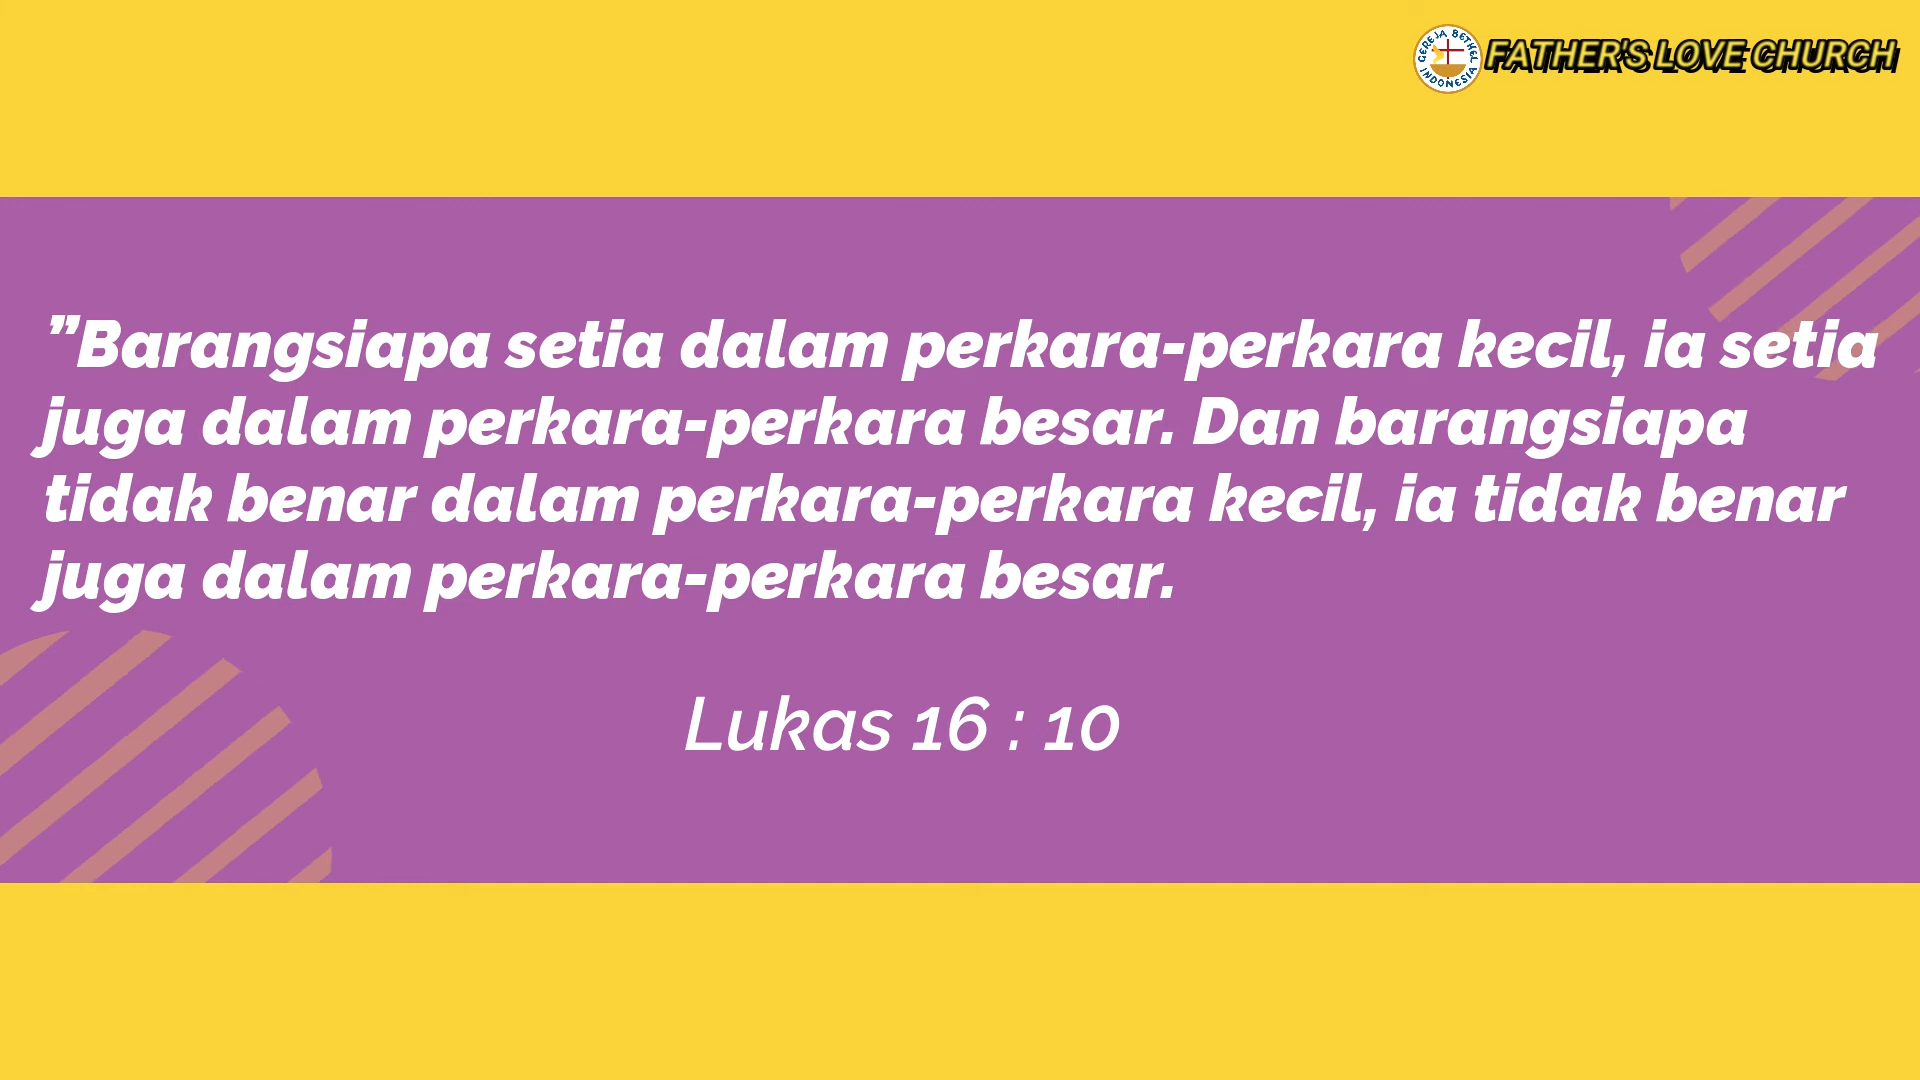 GEREJA BETHEL INDONESIA
FATHER'S LOVE CHURCH
"Barangsiapa setia dalam perkara-perkara kecil, ia setia
juga dalam perkara-perkara besar. Dan barangsiapa
tidak benar dalam perkara-perkara kecil, ia tidak benar
juga dalam perkara-perkara besar.
Lukas 16 : 10